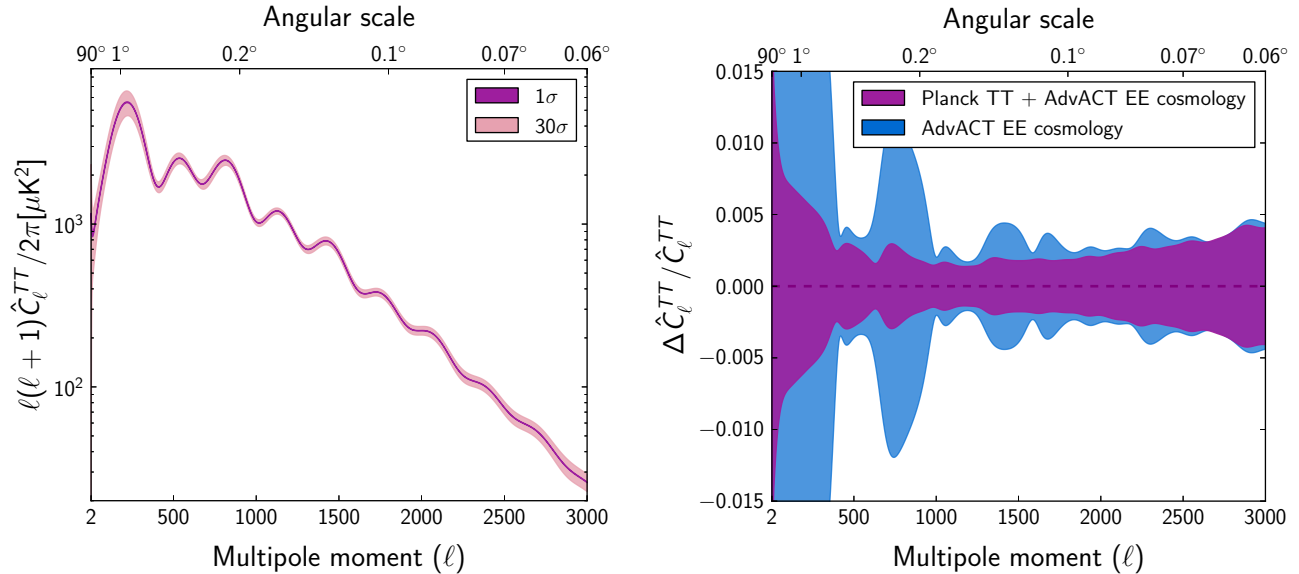 Angular scale
90° 1° 0.2° 0.1° 0.07° 0.06°
1σ
30σ
10³
10²
ℓ(ℓ + 1)Ĉ_ℓ^{TT}/2π[μK²]
2 500 1000 1500 2000 2500 3000
Multipole moment (ℓ)
Angular scale
90° 1° 0.2° 0.1° 0.07° 0.06°
Planck TT + AdvACT EE cosmology
AdvACT EE cosmology
0.015
0.010
0.005
0.000
−0.005
−0.010
−0.015
ΔĈ_ℓ^{TT}/Ĉ_ℓ^{TT}
2 500 1000 1500 2000 2500 3000
Multipole moment (ℓ)